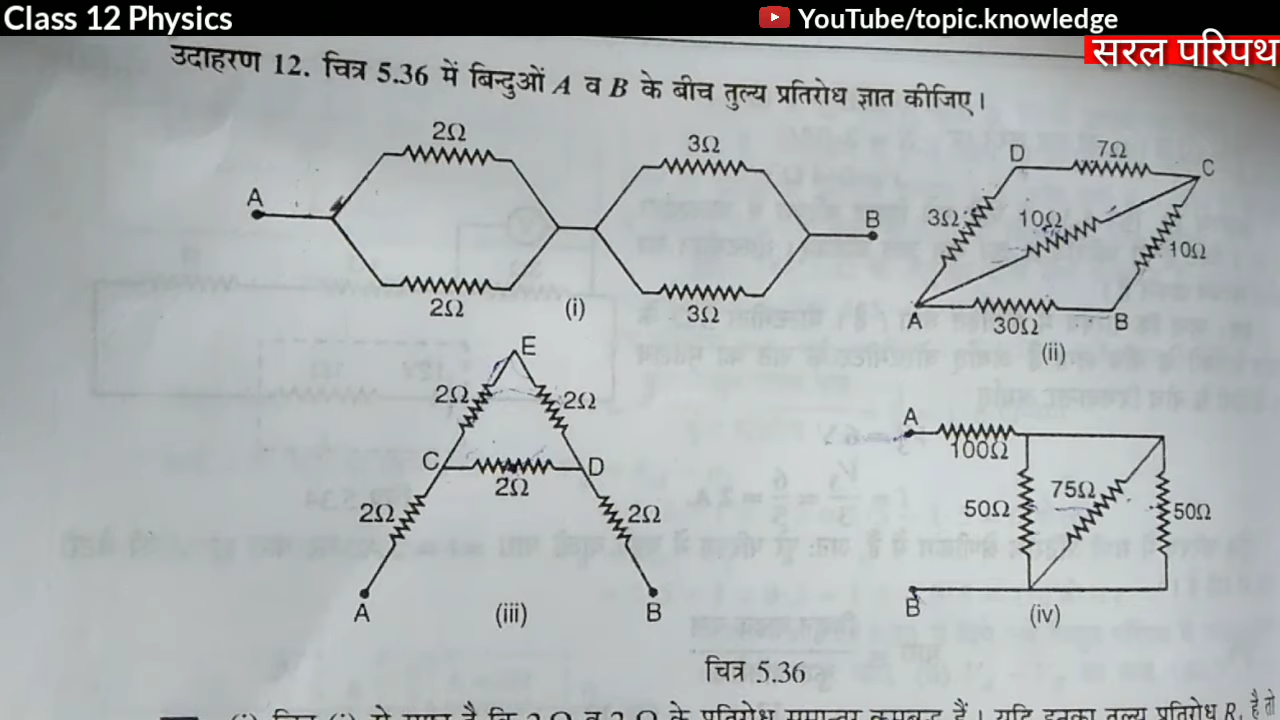 Class 12 Physics
YouTube/topic.knowledge
सरल परिपथ
उदाहरण 12. चित्र 5.36 में बिन्दुओं A व B के बीच तुल्य प्रतिरोध ज्ञात कीजिए।
2Ω
3Ω
A
B
2Ω
3Ω
(i)
D
7Ω
C
3Ω
10Ω
10Ω
A
30Ω
B
(ii)
E
2Ω
2Ω
C
D
2Ω
2Ω
2Ω
A
B
(iii)
A
100Ω
50Ω
75Ω
50Ω
B
(iv)
चित्र 5.36